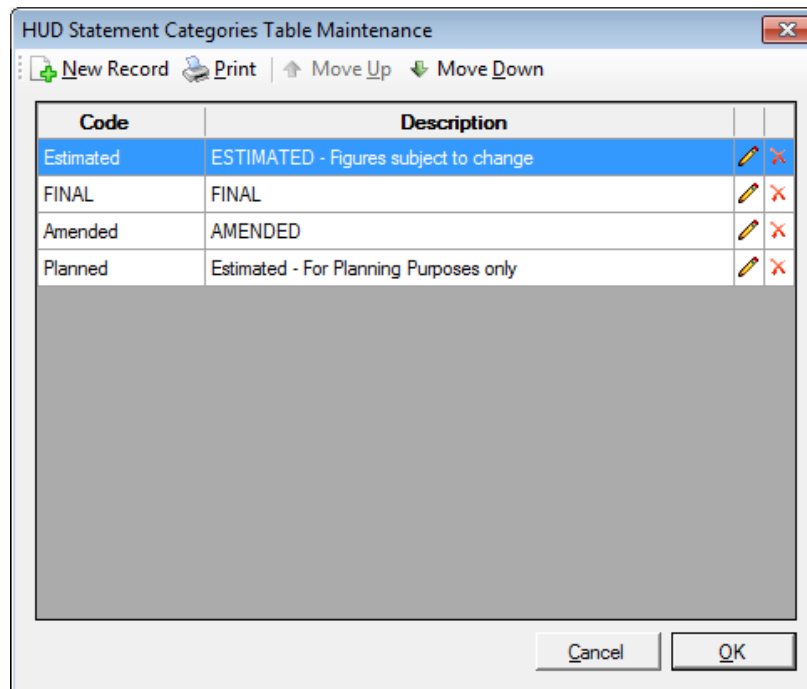 HUD Statement Categories Table Maintenance
New Record Print Move Up Move Down
Code Description
Estimated ESTIMATED - Figures subject to change
FINAL FINAL
Amended AMENDED
Planned Estimated - For Planning Purposes only
Cancel OK